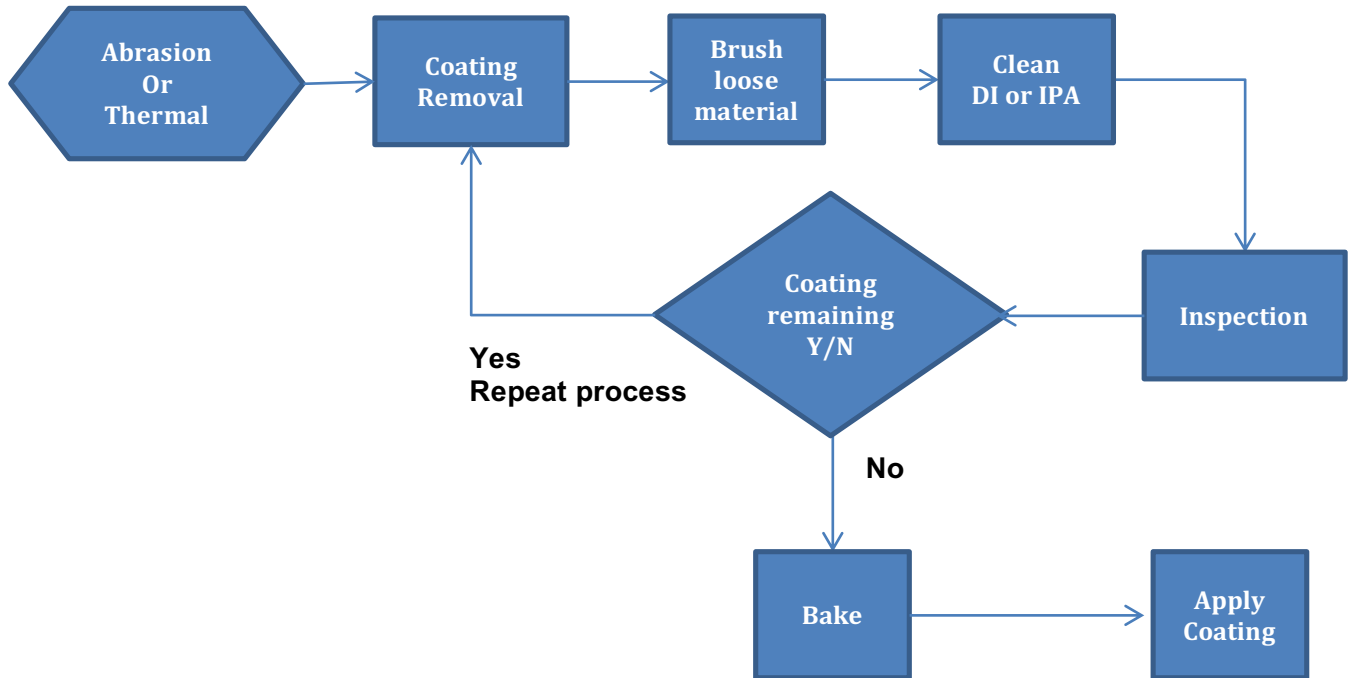 Abrasion
Or
Thermal
Coating
Removal
Brush
loose
material
Clean
DI or IPA
Inspection
Coating
remaining
Y/N
Yes
Repeat process
No
Bake
Apply
Coating